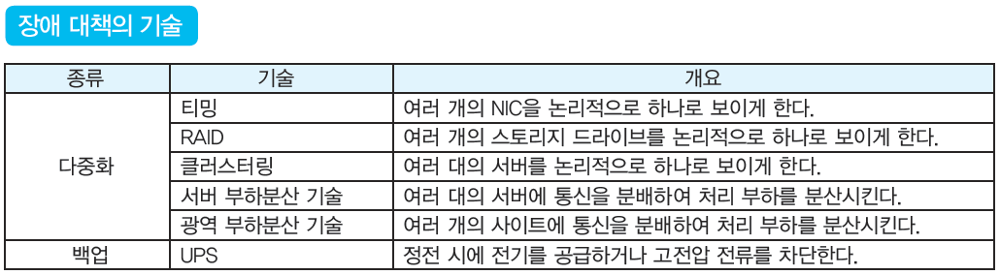 장애 대책의 기술
종류 기술 개요
다중화 티밍 여러 개의 NIC을 논리적으로 하나로 보이게 한다.
RAID 여러 개의 스토리지 드라이브를 논리적으로 하나로 보이게 한다.
클러스터링 여러 대의 서버를 논리적으로 하나로 보이게 한다.
서버 부하분산 기술 여러 대의 서버에 통신을 분배하여 처리 부하를 분산시킨다.
광역 부하분산 기술 여러 개의 사이트에 통신을 분배하여 처리 부하를 분산시킨다.
백업 UPS 정전 시에 전기를 공급하거나 고전압 전류를 차단한다.